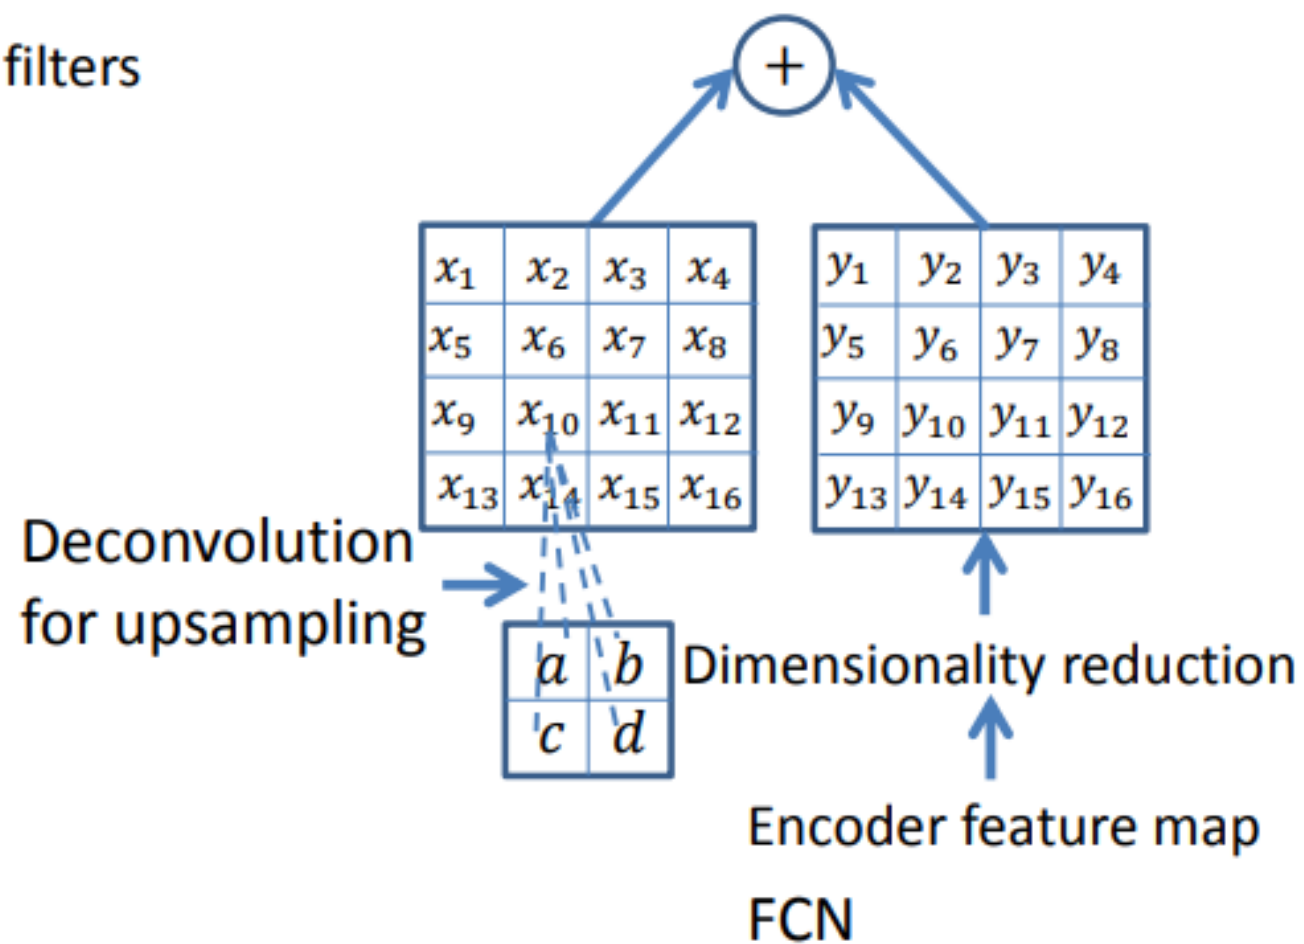 filters
+
x₁ x₂ x₃ x₄
x₅ x₆ x₇ x₈
x₉ x₁₀ x₁₁ x₁₂
x₁₃ x₁₄ x₁₅ x₁₆
y₁ y₂ y₃ y₄
y₅ y₆ y₇ y₈
y₉ y₁₀ y₁₁ y₁₂
y₁₃ y₁₄ y₁₅ y₁₆
Deconvolution
for upsampling
a b
c d
Dimensionality reduction
Encoder feature map
FCN